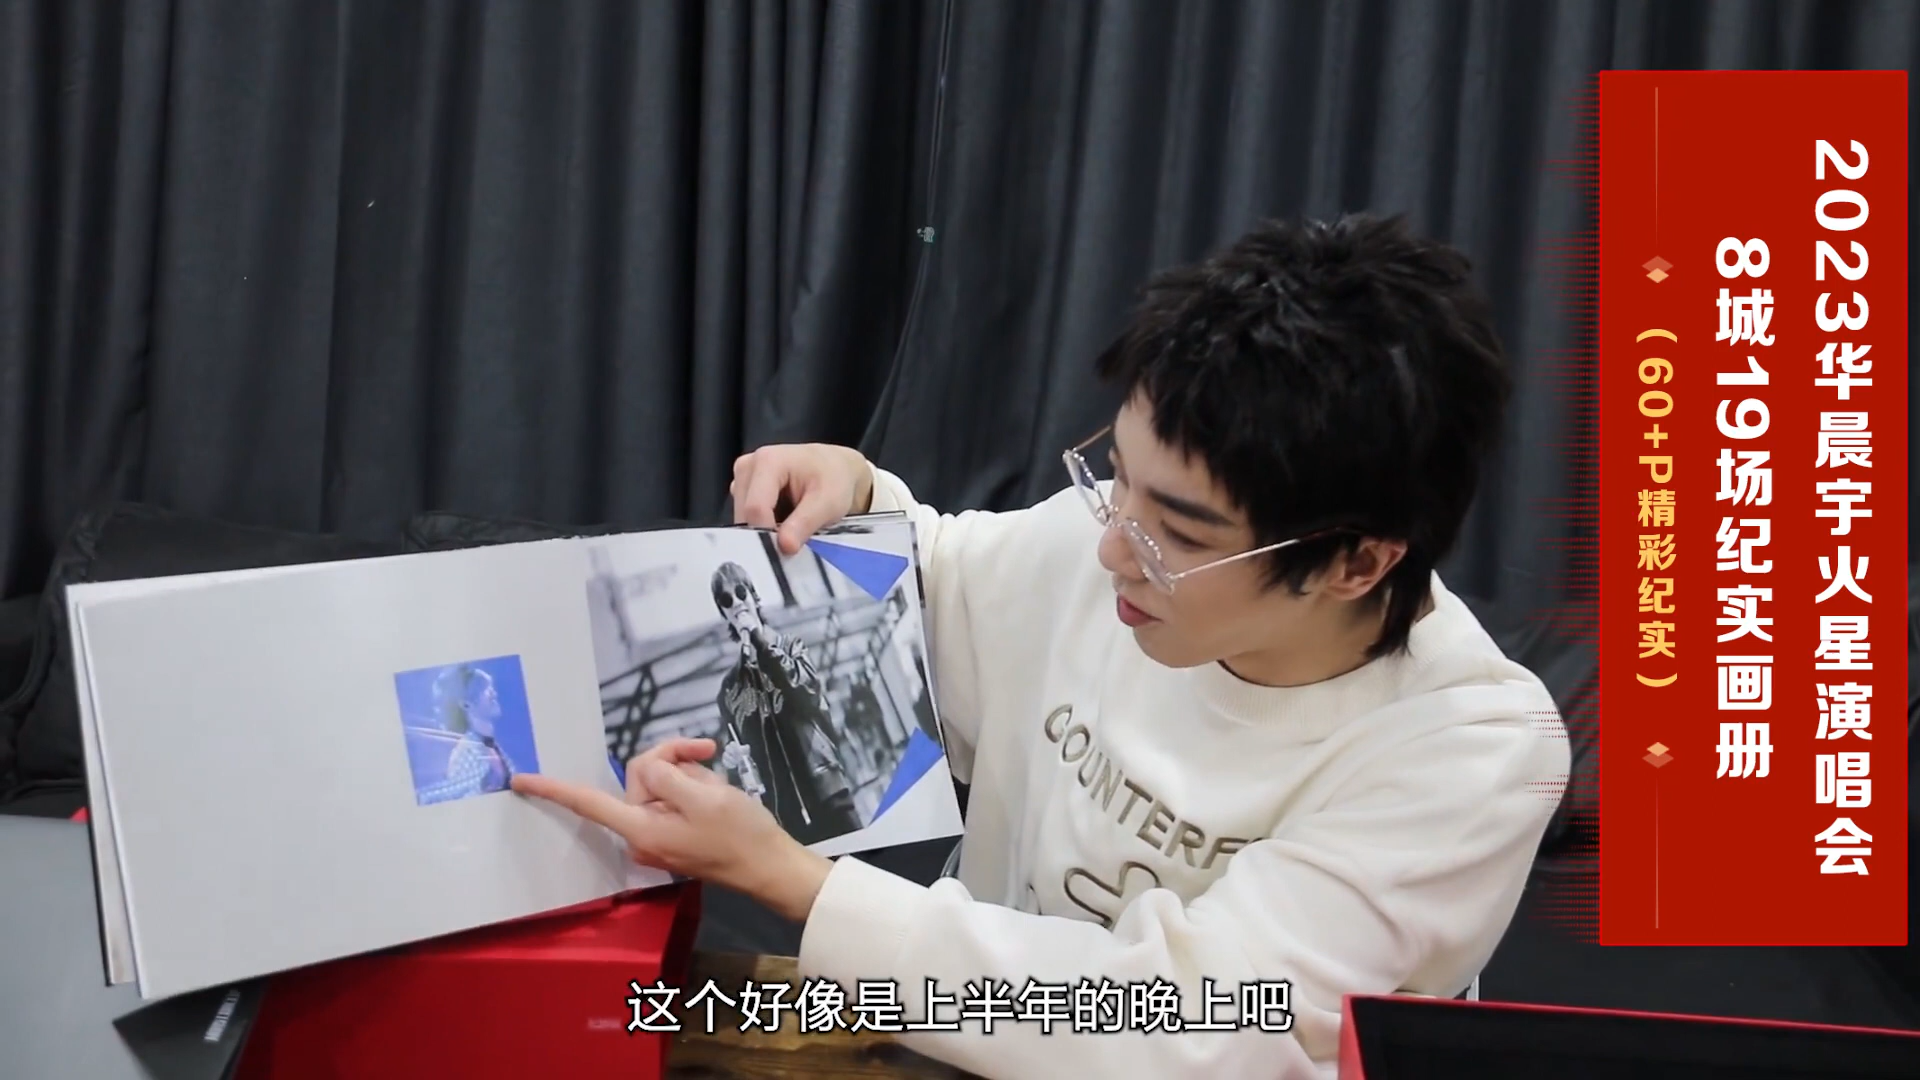 2023华晨宇火星演唱会
8城19场纪实画册
（60+P精彩纪实）
COUNTERFE
这个好像是上半年的晚上吧